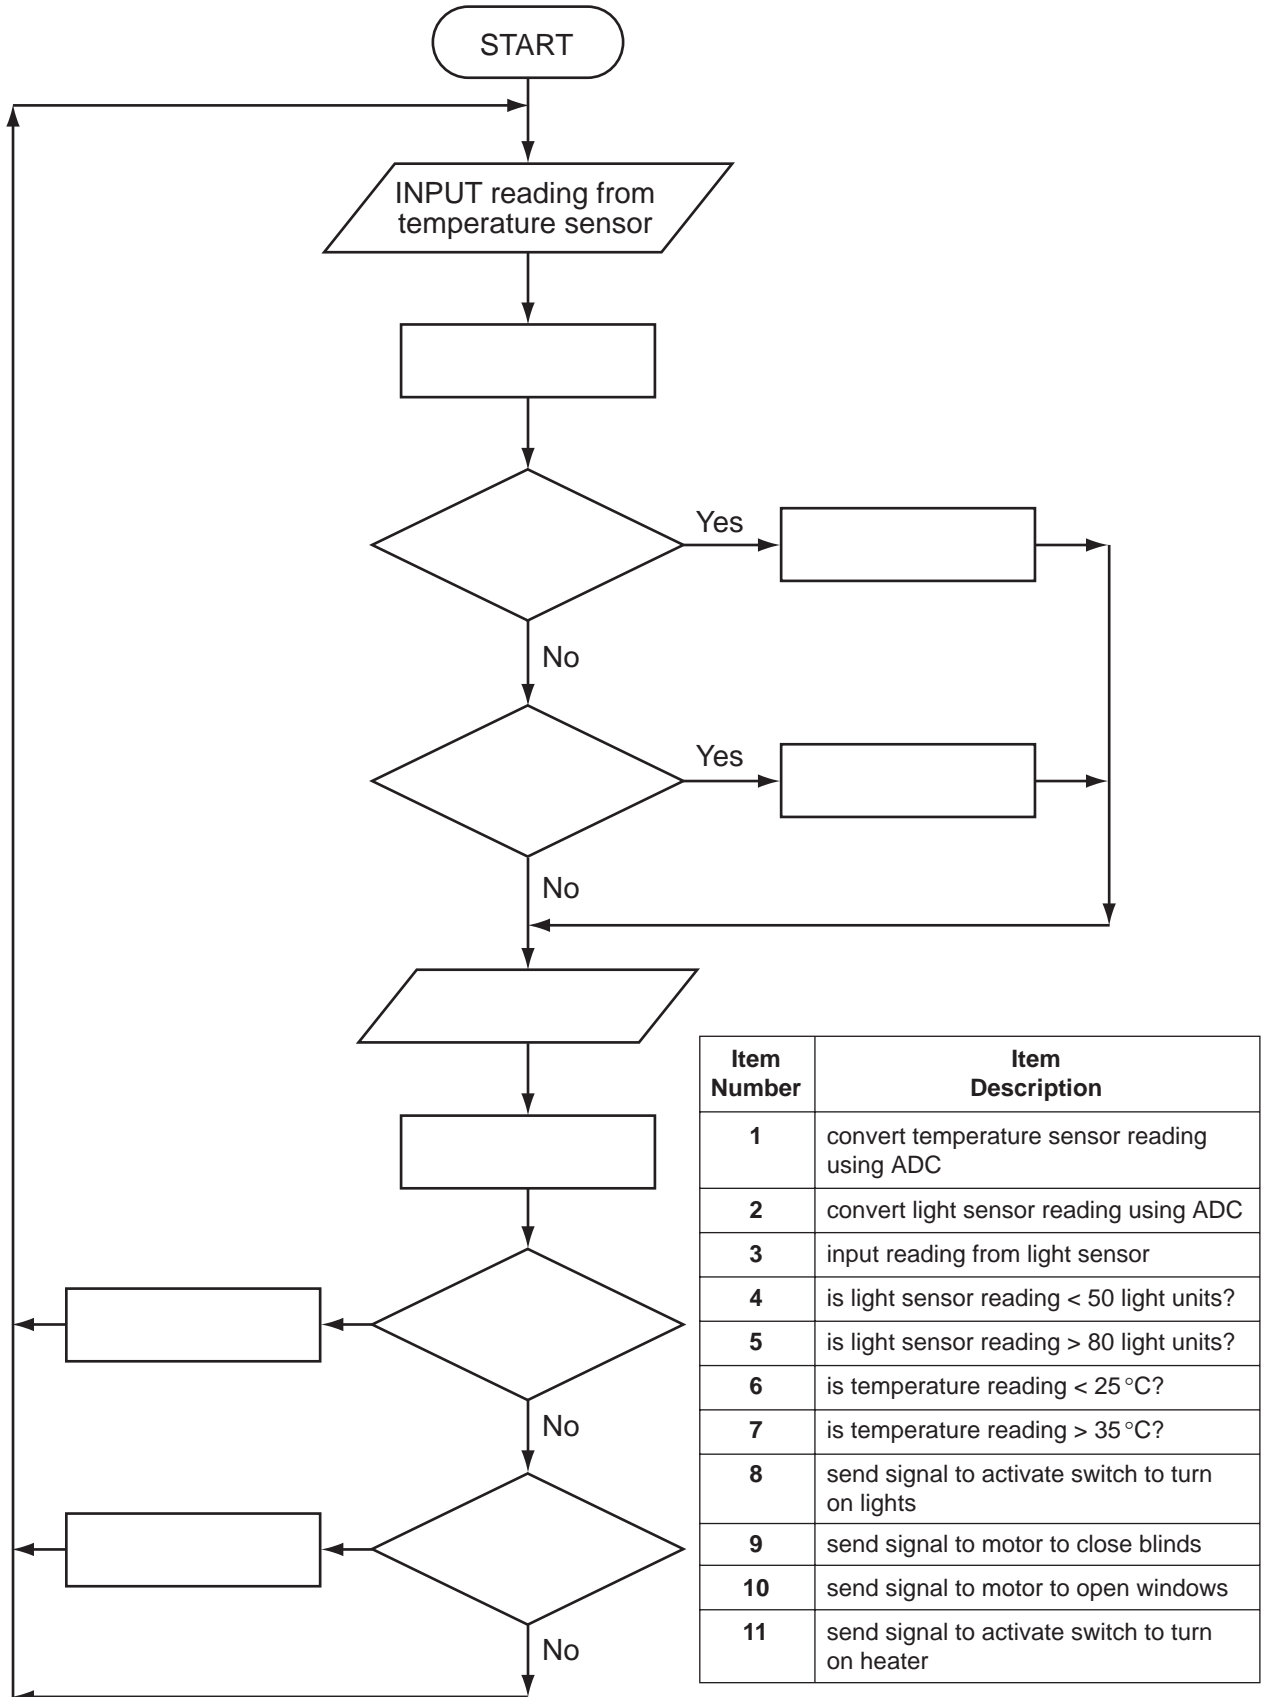 START
INPUT reading from
temperature sensor
Yes
No
Yes
No
Item
Number
Item
Description
1
convert temperature sensor reading
using ADC
2
convert light sensor reading using ADC
3
input reading from light sensor
4
is light sensor reading < 50 light units?
5
is light sensor reading > 80 light units?
6
is temperature reading < 25 °C?
7
is temperature reading > 35 °C?
8
send signal to activate switch to turn
on lights
9
send signal to motor to close blinds
10
send signal to motor to open windows
11
send signal to activate switch to turn
on heater
No
No